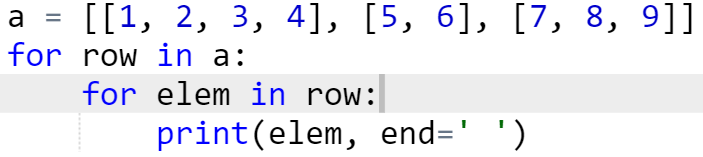 a = [[1, 2, 3, 4], [5, 6], [7, 8, 9]]
for row in a:
    for elem in row:
        print(elem, end=' ')